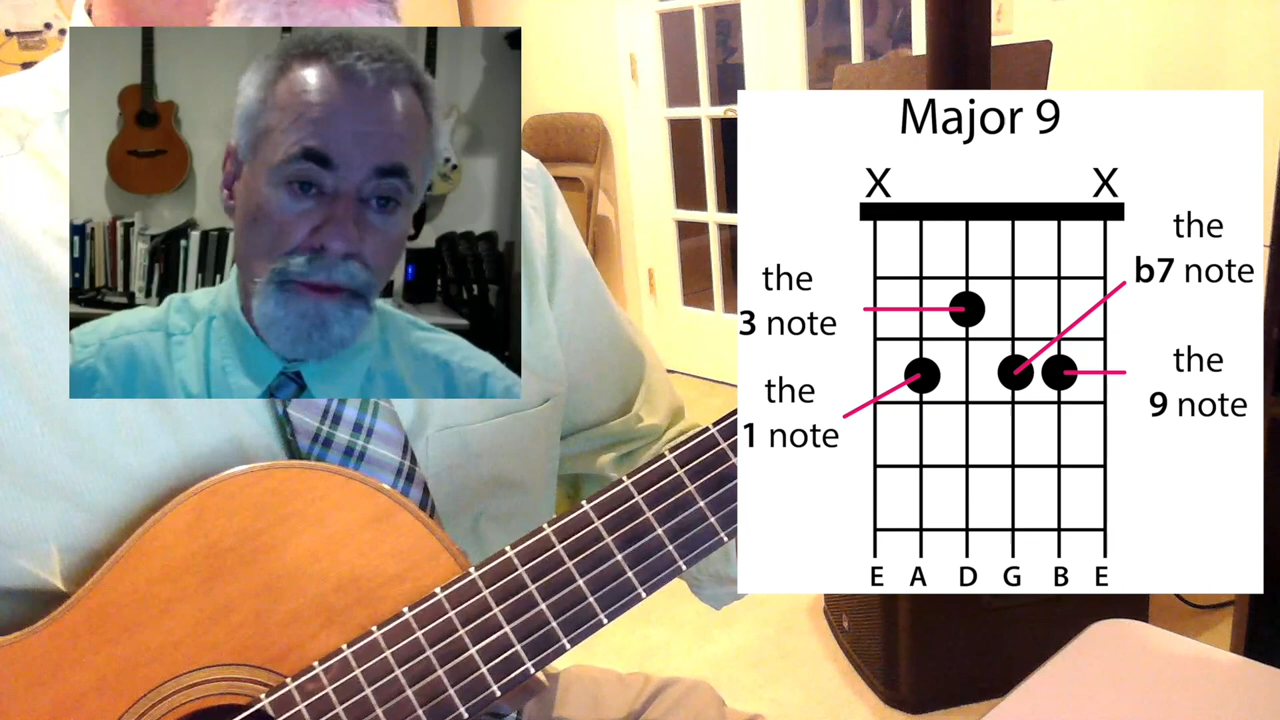 Major 9
X X
the
b7 note
the
3 note
the
9 note
the
1 note
E A D G B E